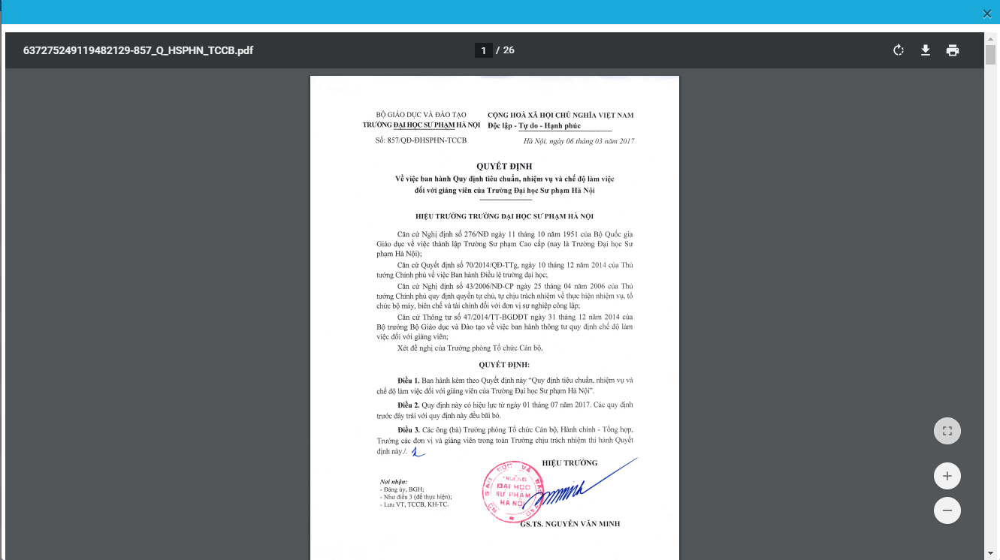 637275249119482129-857_Q_HSPHN_TCCB.pdf
1 / 26
BỘ GIÁO DỤC VÀ ĐÀO TẠO
TRƯỜNG ĐẠI HỌC SƯ PHẠM HÀ NỘI
Số: 857/QĐ-ĐHSPHN-TCCB
CỘNG HOÀ XÃ HỘI CHỦ NGHĨA VIỆT NAM
Độc lập - Tự do - Hạnh phúc
Hà Nội, ngày 06 tháng 03 năm 2017
QUYẾT ĐỊNH
Về việc ban hành Quy định tiêu chuẩn, nhiệm vụ và chế độ làm việc
đối với giảng viên của Trường Đại học Sư phạm Hà Nội
HIỆU TRƯỞNG TRƯỜNG ĐẠI HỌC SƯ PHẠM HÀ NỘI
Căn cứ Nghị định số 276/NĐ ngày 11 tháng 10 năm 1951 của Bộ Quốc gia
Giáo dục về việc thành lập Trường Sư phạm Cao cấp (nay là Trường Đại học Sư
phạm Hà Nội);
Căn cứ Quyết định số 70/2014/QĐ-TTg, ngày 10 tháng 12 năm 2014 của Thủ
tướng Chính phủ về việc Ban hành Điều lệ trường đại học;
Căn cứ Nghị định số 43/2006/NĐ-CP ngày 25 tháng 04 năm 2006 của Thủ
tướng Chính phủ quy định quyền tự chủ, tự chịu trách nhiệm về thực hiện nhiệm vụ, tổ
chức bộ máy, biên chế và tài chính đối với đơn vị sự nghiệp công lập;
Căn cứ Thông tư số 47/2014/TT-BGDĐT ngày 31 tháng 12 năm 2014 của
Bộ trưởng Bộ Giáo dục và Đào tạo về việc ban hành thông tư quy định chế độ làm
việc đối với giảng viên;
Xét đề nghị của Trưởng phòng Tổ chức Cán bộ,
QUYẾT ĐỊNH:
Điều 1. Ban hành kèm theo Quyết định này “Quy định tiêu chuẩn, nhiệm vụ và
chế độ làm việc đối với giảng viên của Trường Đại học Sư phạm Hà Nội”.
Điều 2. Quy định này có hiệu lực từ ngày 01 tháng 07 năm 2017. Các quy định
trước đây trái với quy định này đều bãi bỏ.
Điều 3. Các ông (bà) Trưởng phòng Tổ chức Cán bộ, Hành chính - Tổng hợp,
Trưởng các đơn vị và giảng viên trong toàn Trường chịu trách nhiệm thi hành Quyết
định này./.
HIỆU TRƯỞNG
Nơi nhận:
- Đảng ủy, BGH;
- Như điều 3 (để thực hiện);
- Lưu VT, TCCB, KH-TC.
BỘ GIÁO DỤC VÀ ĐÀO TẠO
TRƯỜNG
ĐẠI HỌC
SƯ PHẠM
HÀ NỘI
GS.TS. NGUYỄN VĂN MINH